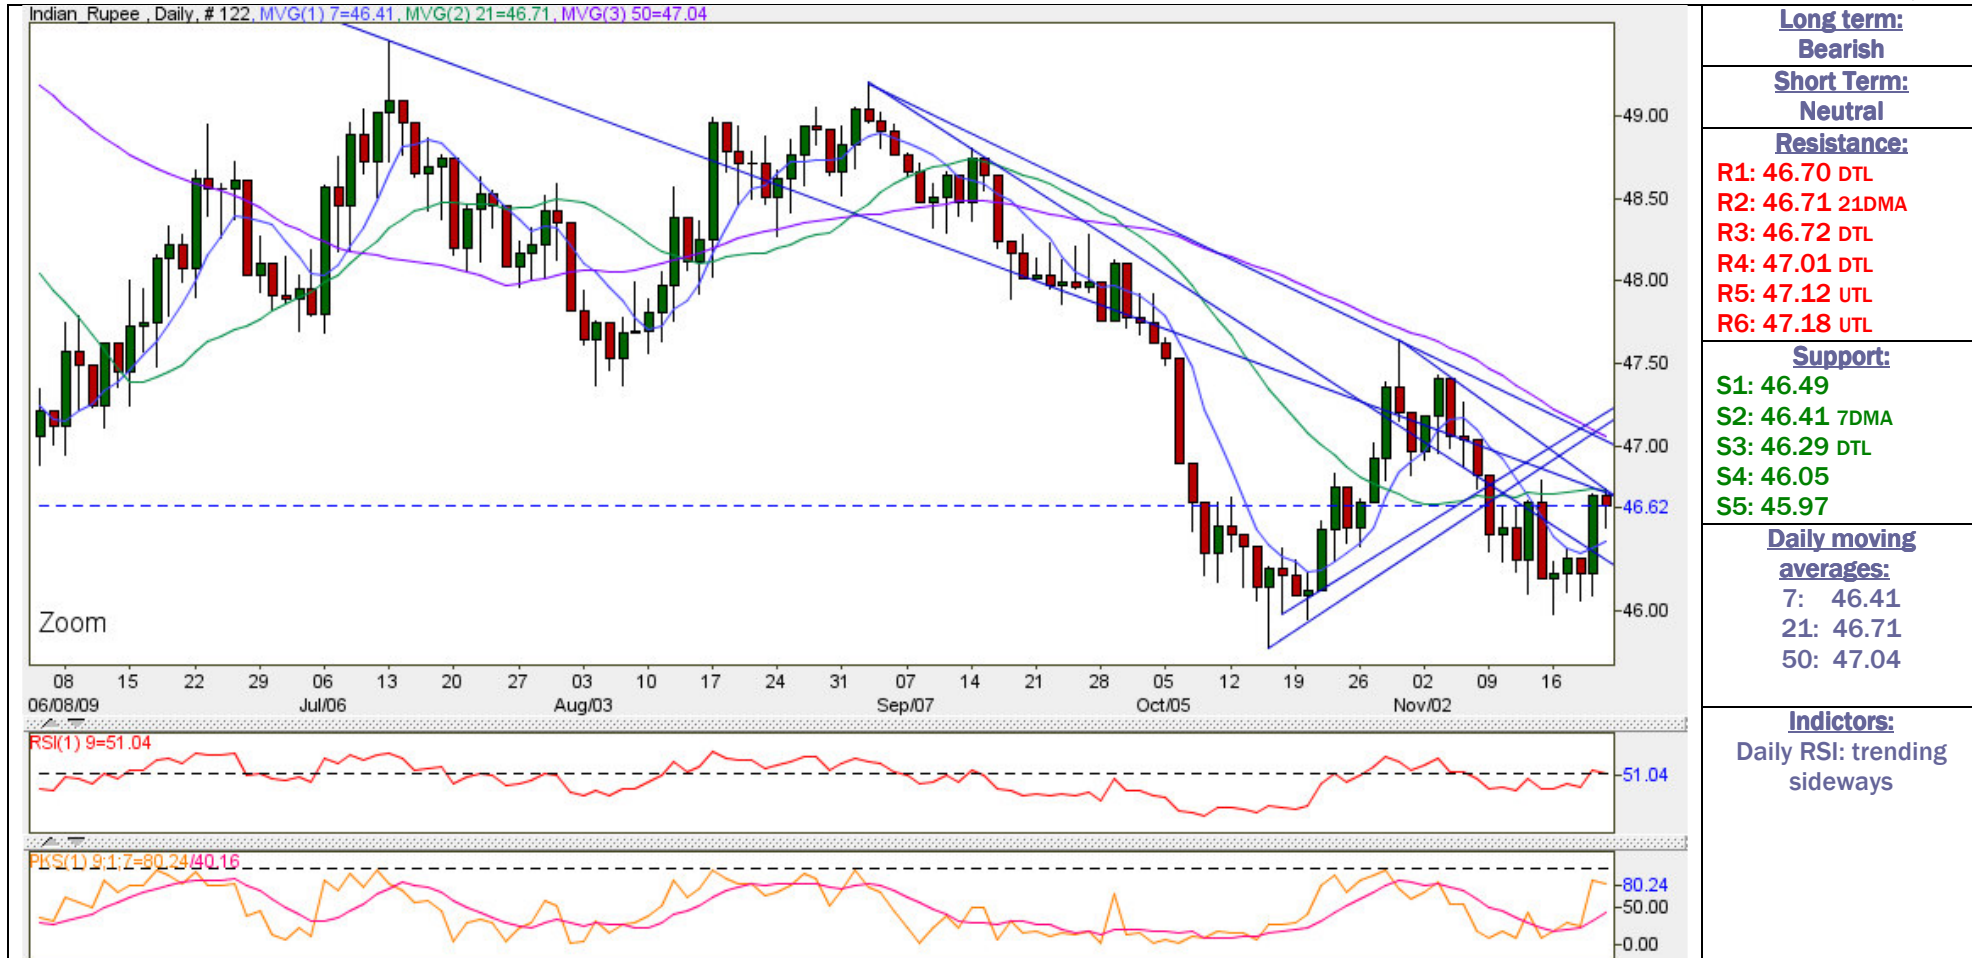 Indian_Rupee , Daily, # 122, MVG(1) 7=46.41, MVG(2) 21=46.71, MVG(3) 50=47.04
49.00
48.50
48.00
47.50
47.00
46.62
46.00
Zoom
08 15 22 29 06 13 20 27 03 10 17 24 31 07 14 21 28 05 12 19 26 02 09 16
06/08/09 Jul/06 Aug/03 Sep/07 Oct/05 Nov/02
RSI(1) 9=51.04
51.04
PKS(1) 9;1;7=80.24/40.16
80.24
50.00
0.00
Long term:
Bearish
Short Term:
Neutral
Resistance:
R1: 46.70 DTL
R2: 46.71 21DMA
R3: 46.72 DTL
R4: 47.01 DTL
R5: 47.12 UTL
R6: 47.18 UTL
Support:
S1: 46.49
S2: 46.41 7DMA
S3: 46.29 DTL
S4: 46.05
S5: 45.97
Daily moving
averages:
7: 46.41
21: 46.71
50: 47.04
Indictors:
Daily RSI: trending
sideways